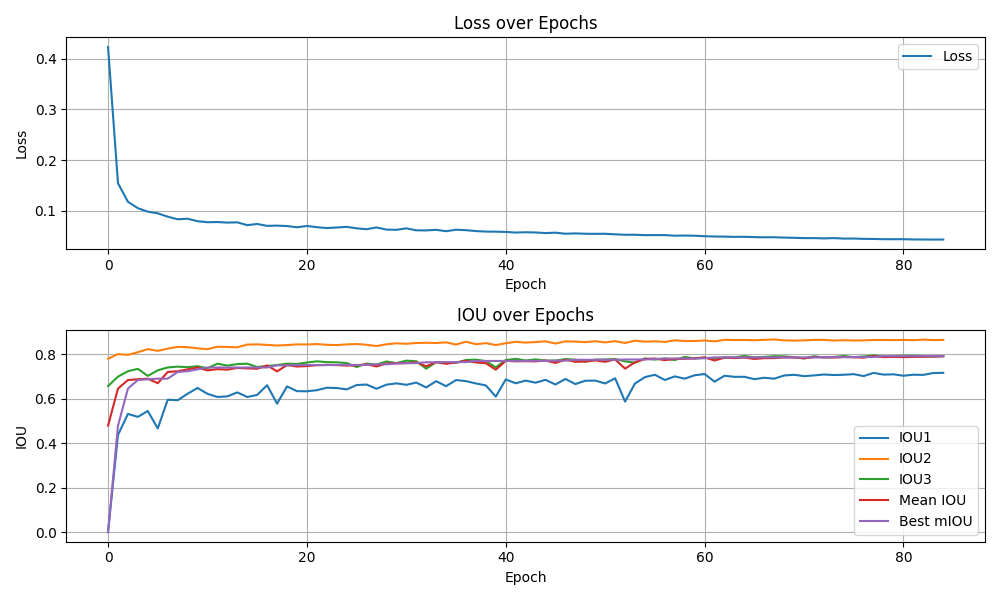 Loss over Epochs
0.4
0.3
0.2
0.1
Loss
Loss
0 20 40 60 80
Epoch
IOU over Epochs
0.8
0.6
0.4
0.2
0.0
IOU
IOU1
IOU2
IOU3
Mean IOU
Best mIOU
0 20 40 60 80
Epoch